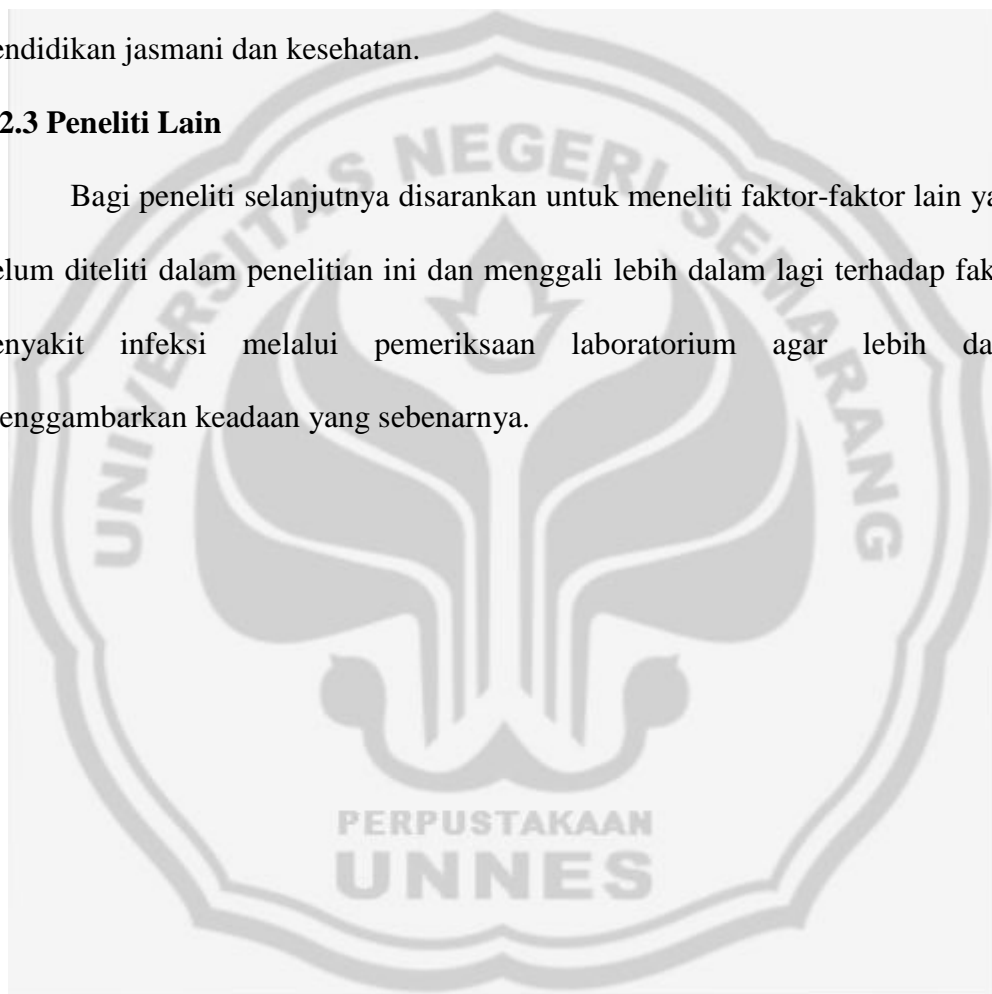 endidikan jasmani dan kesehatan.
2.3 Peneliti Lain
Bagi peneliti selanjutnya disarankan untuk meneliti faktor-faktor lain ya
elum diteliti dalam penelitian ini dan menggali lebih dalam lagi terhadap fak
enyakit infeksi melalui pemeriksaan laboratorium agar lebih da
enggambarkan keadaan yang sebenarnya.
UNIVERSITAS NEGERI SEMARANG
PERPUSTAKAAN
UNNES